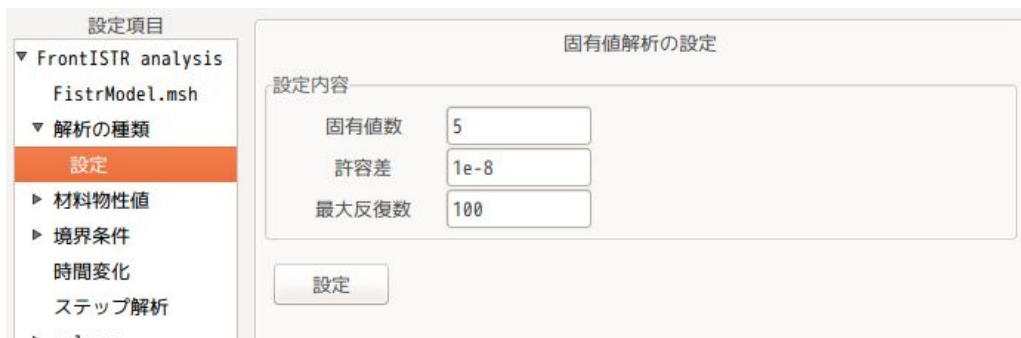 設定項目
FrontISTR analysis
FistrModel.msh
解析の種類
設定
材料物性値
境界条件
時間変化
ステップ解析
固有値解析の設定
設定内容
固有値数 5
許容差 1e-8
最大反復数 100
設定